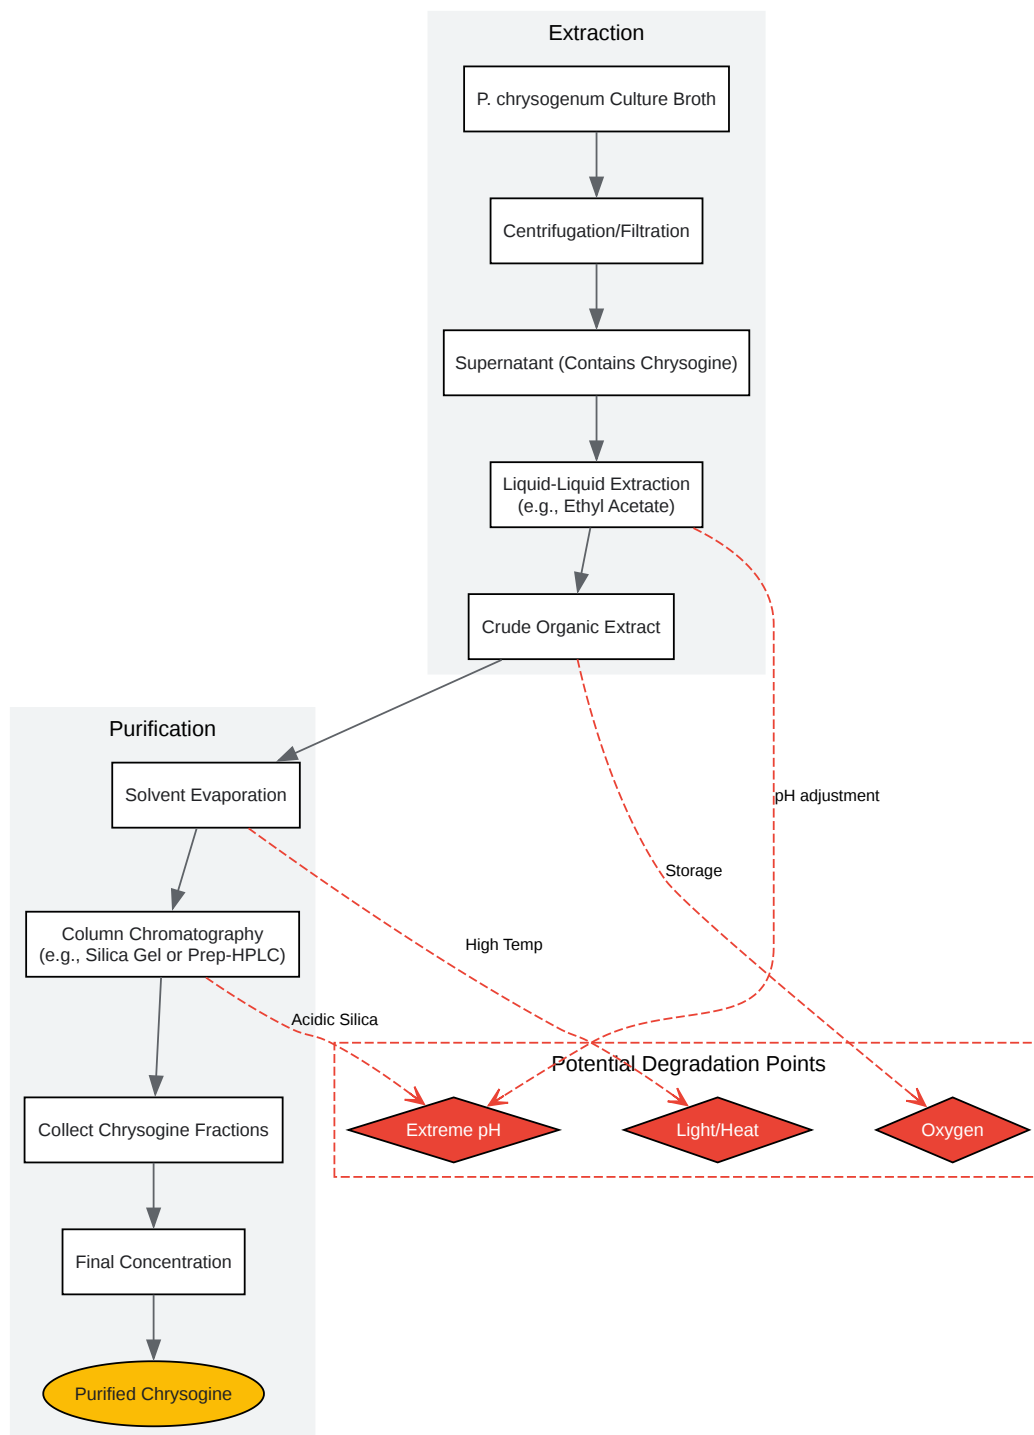 Extraction
P. chrysogenum Culture Broth
Centrifugation/Filtration
Supernatant (Contains Chrysogine)
Liquid-Liquid Extraction
(e.g., Ethyl Acetate)
Crude Organic Extract
Purification
Solvent Evaporation
pH adjustment
Storage
Column Chromatography
(e.g., Silica Gel or Prep-HPLC)
High Temp
Acidic Silica
Potential Degradation Points
Collect Chrysogine Fractions
Extreme pH
Light/Heat
Oxygen
Final Concentration
Purified Chrysogine